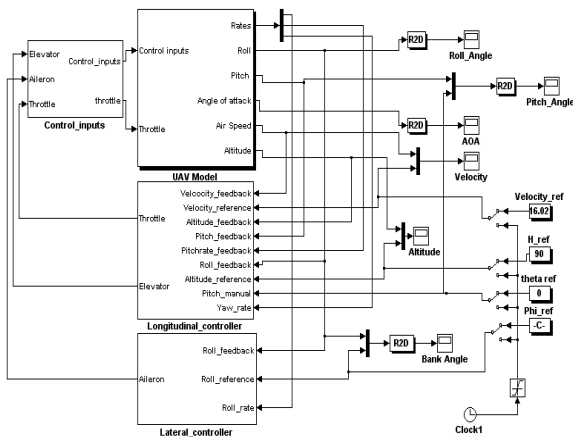 Elevator
Aileron
Throttle
Control_inputs
throttle
Control_inputs
Control inputs
Throttle
Rates
Roll
Pitch
Angle of attack
Air Speed
Altitude
UAV Model
R2D
Roll_Angle
R2D
Pitch_Angle
R2D
AOA
Velocity
Throttle
Elevator
Velcocity_feedback
Velocity_reference
Altitude_feedback
Pitch_feedback
Pitchrate_feedback
Roll_feedback
Altitude_reference
Pitch_manual
Yaw_rate
Longitudinal_controller
Altitude
Velocity_ref
16.02
H_ref
90
theta ref
0
Phi_ref
-C-
R2D
Bank Angle
Aileron
Roll_feedback
Roll_reference
Roll_rate
Lateral_controller
Clock1